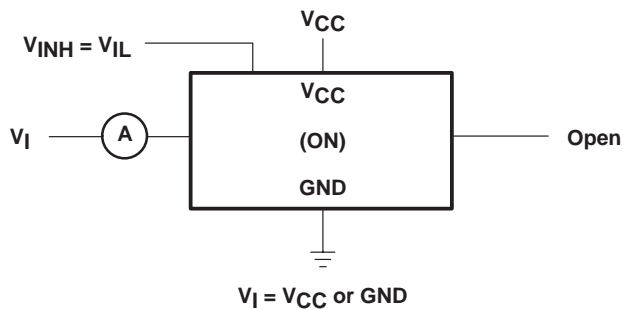 VCC
VINH = VIL
VCC
VI
A
(ON)
Open
GND
VI = VCC or GND